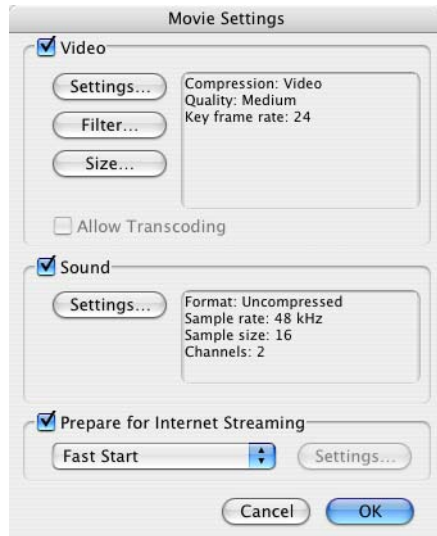 Movie Settings
Video
Settings...
Compression: Video
Quality: Medium
Key frame rate: 24
Filter...
Size...
Allow Transcoding
Sound
Settings...
Format: Uncompressed
Sample rate: 48 kHz
Sample size: 16
Channels: 2
Prepare for Internet Streaming
Fast Start
Settings...
Cancel
OK